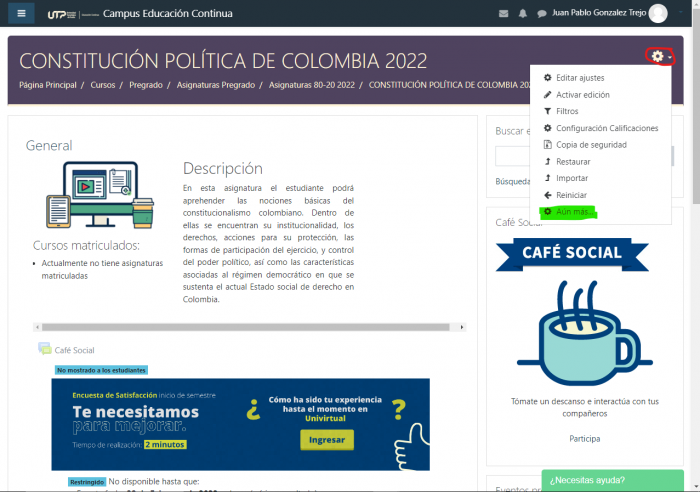 UTP
Campus Educación Continua
Juan Pablo Gonzalez Trejo
CONSTITUCIÓN POLÍTICA DE COLOMBIA 2022
Página Principal / Cursos / Pregrado / Asignaturas Pregrado / Asignaturas 80-20 2022 / CONSTITUCIÓN POLÍTICA DE COLOMBIA 202
Editar ajustes
Activar edición
Filtros
Configuración Calificaciones
Copia de seguridad
Restaurar
Importar
Reiniciar
Aún más...
General
Descripción
En esta asignatura el estudiante podrá
aprehender las nociones básicas del
constitucionalismo colombiano. Dentro de
ellas se encuentran su institucionalidad, los
derechos, acciones para su protección, las
formas de participación del ejercicio, y control
del poder político, así como las características
asociadas al régimen democrático en que se
sustenta el actual Estado social de derecho en
Colombia.
Cursos matriculados:
Actualmente no tiene asignaturas
matriculadas
Café Social
No mostrado a los estudiantes
Encuesta de Satisfacción inicio de semestre
Te necesitamos
para mejorar.
Tiempo de realización: 2 minutos
¿
Cómo ha sido tu experiencia
hasta el momento en
Univirtual
?
Ingresar
Restringido No disponible hasta que:
Buscar e
Búsqueda
Café Social
CAFÉ SOCIAL
Tómate un descanso e interactúa con tus
compañeros
Participa
Eventos pr
¿Necesitas ayuda?